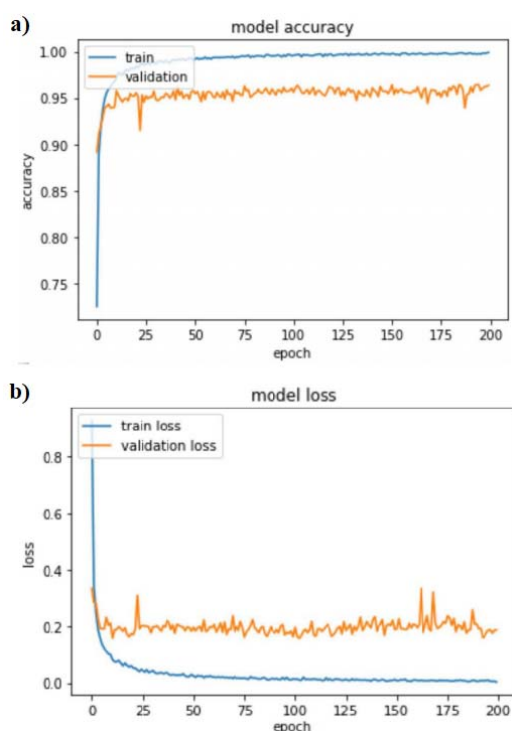 a)
model accuracy
train
validation
1.00
0.95
0.90
0.85
0.80
0.75
accuracy
0 25 50 75 100 125 150 175 200
epoch
b)
model loss
train loss
validation loss
0.8
0.6
0.4
0.2
0.0
loss
0 25 50 75 100 125 150 175 200
epoch